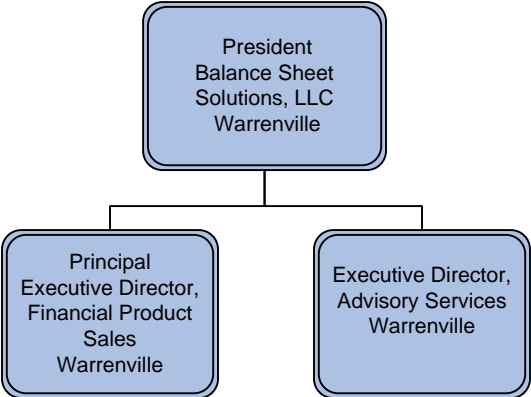 President
Balance Sheet
Solutions, LLC
Warrenville
Principal
Executive Director,
Financial Product
Sales
Warrenville
Executive Director,
Advisory Services
Warrenville